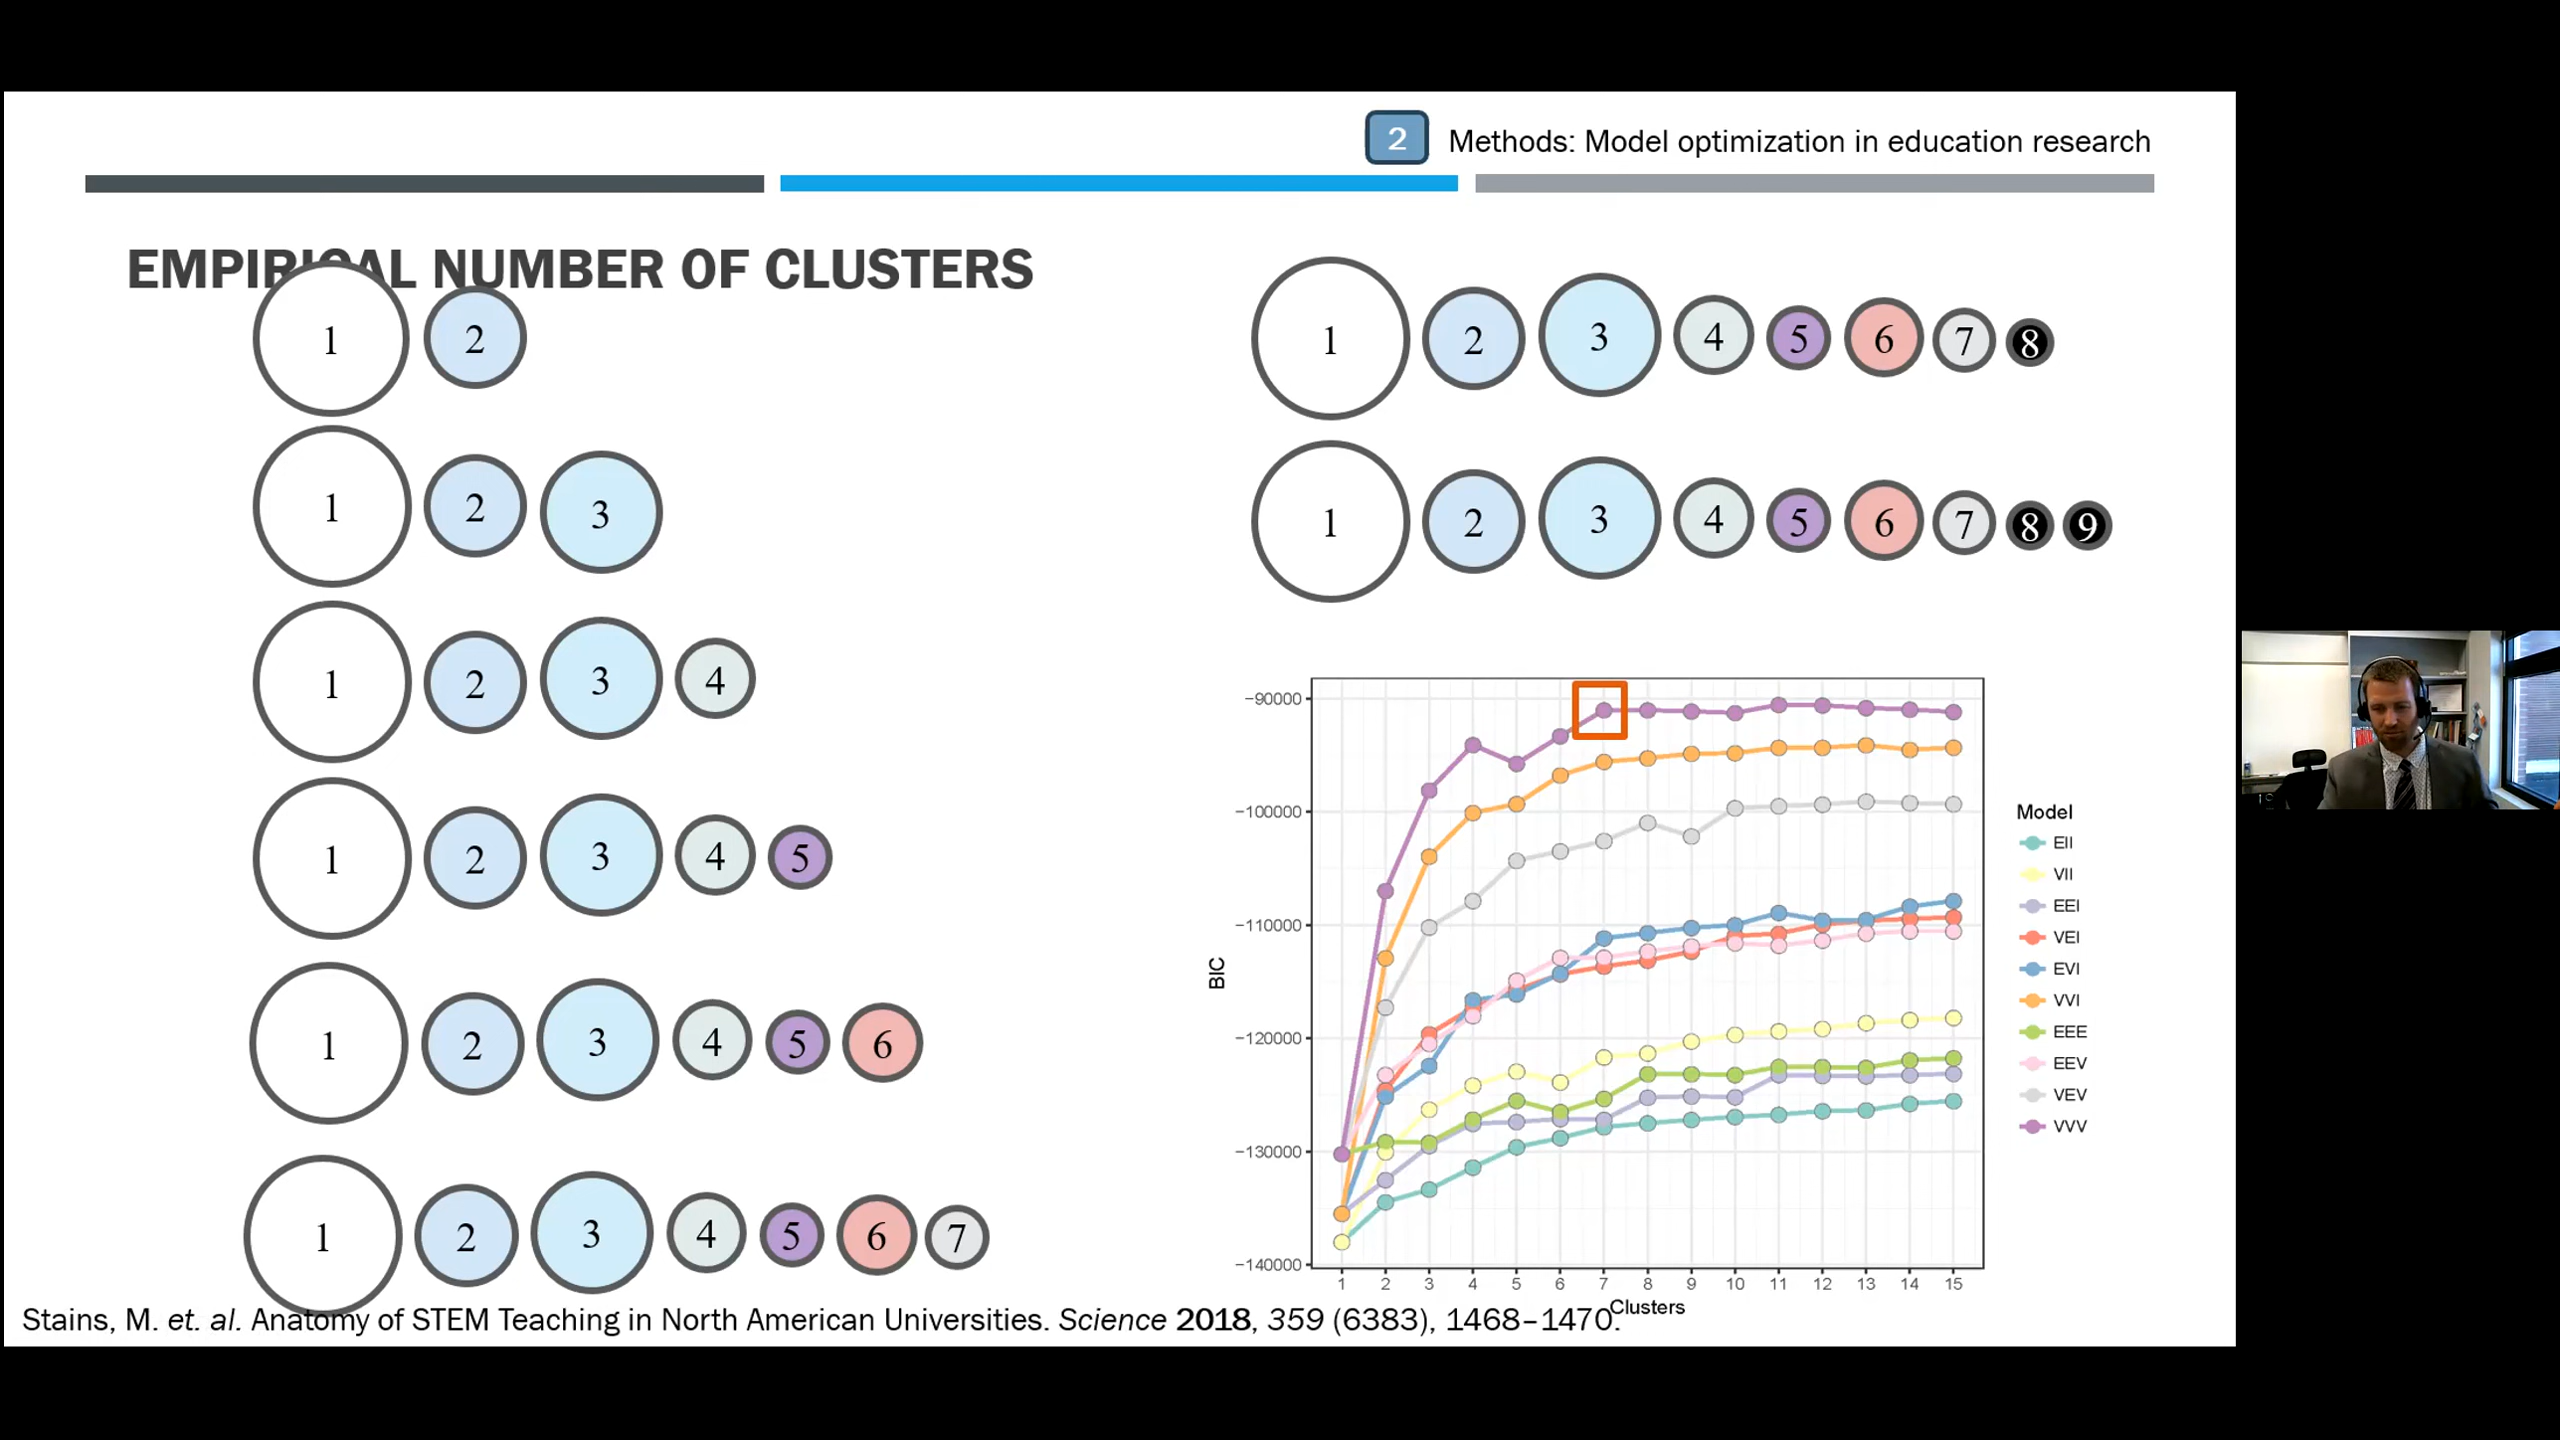 2 Methods: Model optimization in education research
EMPIRICAL NUMBER OF CLUSTERS
1 2
1 2 3
1 2 3 4
1 2 3 4 5
1 2 3 4 5 6
1 2 3 4 5 6 7
1 2 3 4 5 6 7 8
1 2 3 4 5 6 7 8 9
−90000
−100000
−110000
−120000
−130000
−140000
BIC
1 2 3 4 5 6 7 8 9 10 11 12 13 14 15
Clusters
Model
EII
VII
EEI
VEI
EVI
VVI
EEE
EEV
VEV
VVV
Stains, M. et. al. Anatomy of STEM Teaching in North American Universities. Science 2018, 359 (6383), 1468–1470.